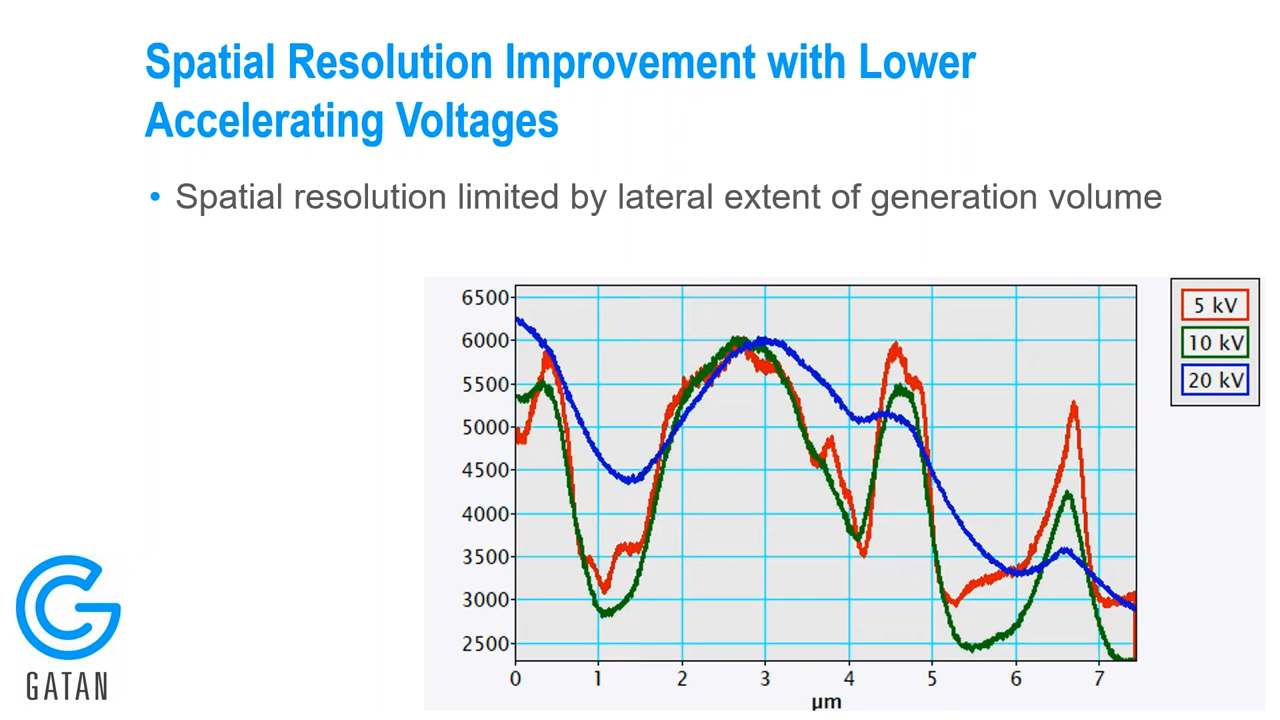 Spatial Resolution Improvement with Lower
Accelerating Voltages
• Spatial resolution limited by lateral extent of generation volume
6500
6000
5500
5000
4500
4000
3500
3000
2500
0 1 2 3 4 5 6 7
µm
5 kV
10 kV
20 kV
GATAN